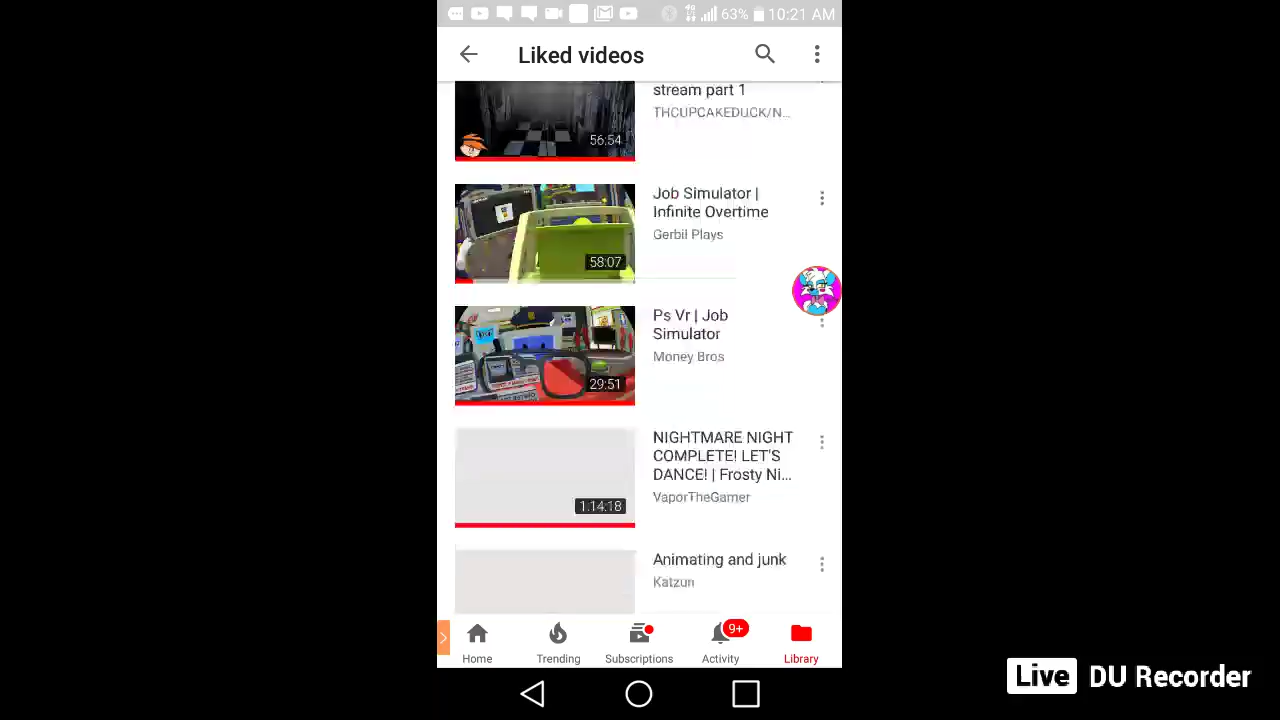 63% 10:21 AM
Liked videos
stream part 1
THCUPCAKEDUCK/N...
56:54
Job Simulator |
Infinite Overtime
Gerbil Plays
58:07
Ps Vr | Job
Simulator
Money Bros
29:51
NIGHTMARE NIGHT
COMPLETE! LET'S
DANCE! | Frosty Ni...
VaporTheGamer
1:14:18
Animating and junk
Katzun
9+
Home Trending Subscriptions Activity Library
Live DU Recorder